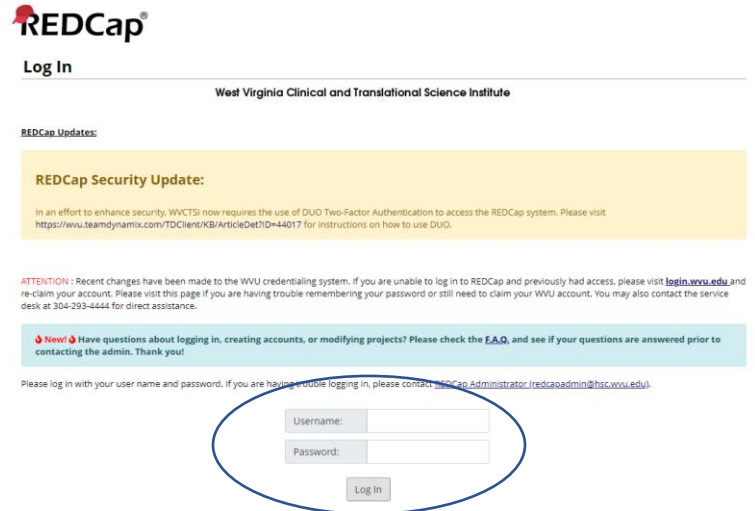 REDCap®
Log In
West Virginia Clinical and Translational Science Institute
REDCap Updates:
REDCap Security Update:
In an effort to enhance security, WVCTSI now requires the use of DUO Two-Factor Authentication to access the REDCap system. Please visit
https://wvu.teamdynamix.com/TDClient/KB/ArticleDet?ID=44017 for instructions on how to use DUO.
ATTENTION : Recent changes have been made to the WVU credentialing system. If you are unable to log in to REDCap and previously had access, please visit login.wvu.edu and
re-claim your account. Please visit this page if you are having trouble remembering your password or still need to claim your WVU account. You may also contact the service
desk at 304-293-4444 for direct assistance.
New! Have questions about logging in, creating accounts, or modifying projects? Please check the F.A.Q. and see if your questions are answered prior to
contacting the admin. Thank you!
Please log in with your user name and password. If you are having trouble logging in, please contact REDCap Administrator (redcapadmin@hsc.wvu.edu).
Username:
Password:
Log In